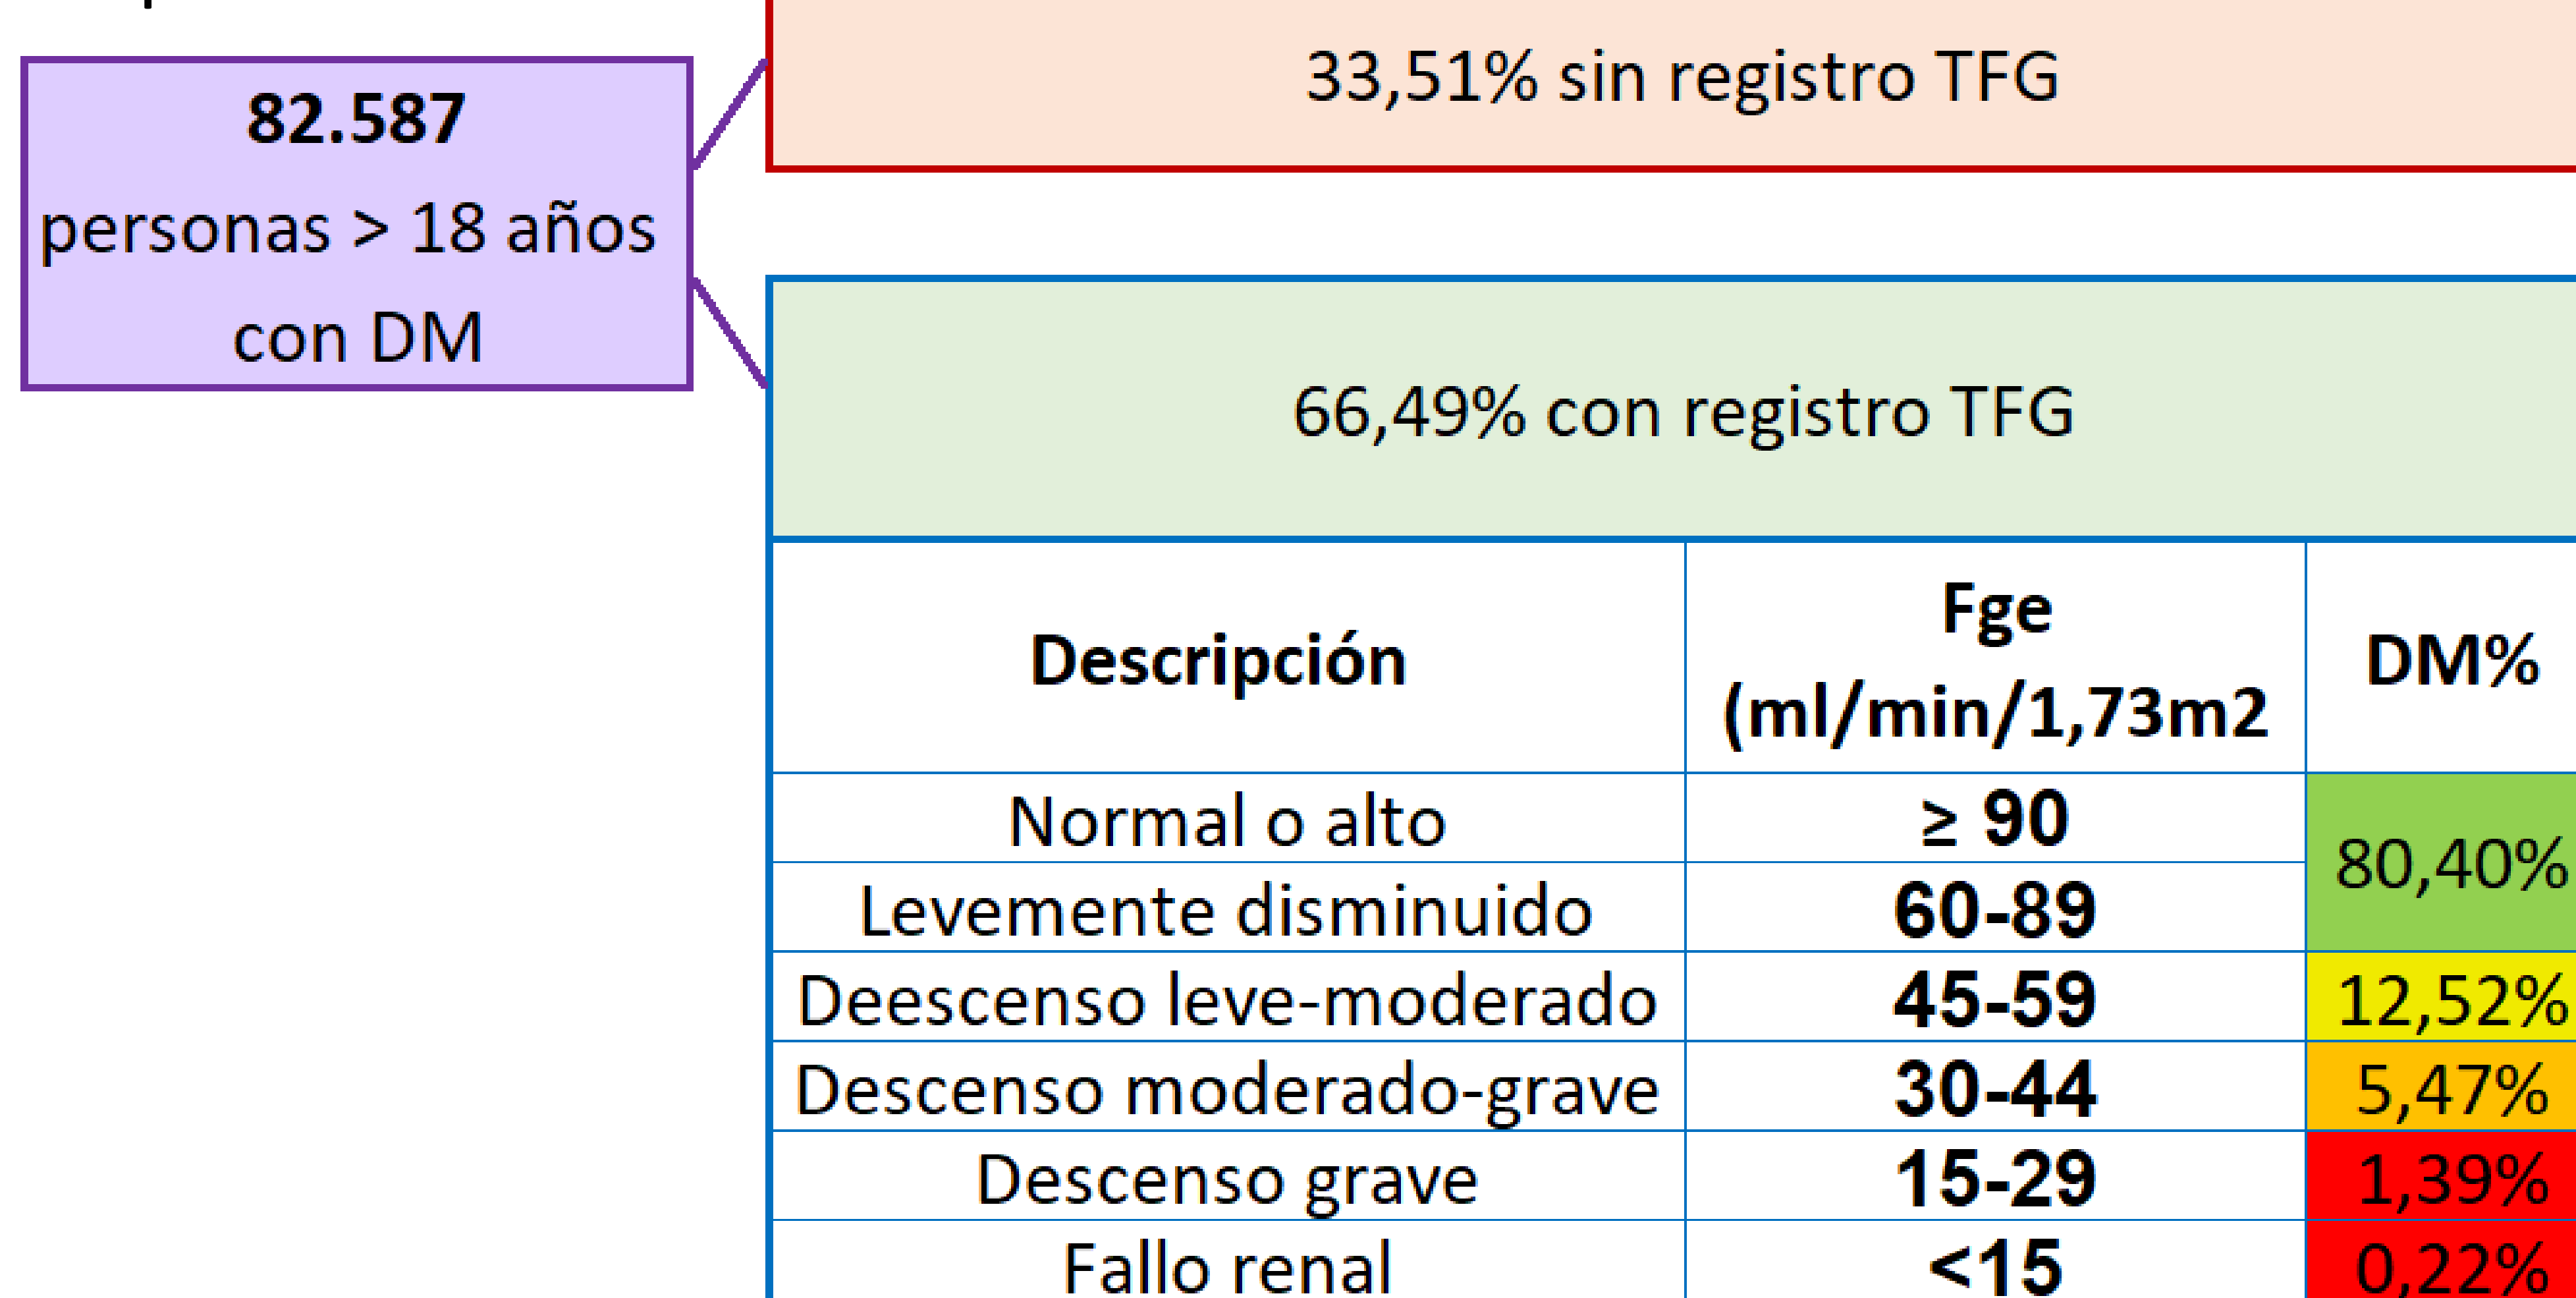 33,51% sin registro TFG
82.587
personas > 18 años
con DM
66,49% con registro TFG
Descripción
Fge
(ml/min/1,73m2
DM%
Normal o alto
≥ 90
80,40%
Levemente disminuido
60-89
Deescenso leve-moderado
45-59
12,52%
Descenso moderado-grave
30-44
5,47%
Descenso grave
15-29
1,39%
Fallo renal
<15
0,22%